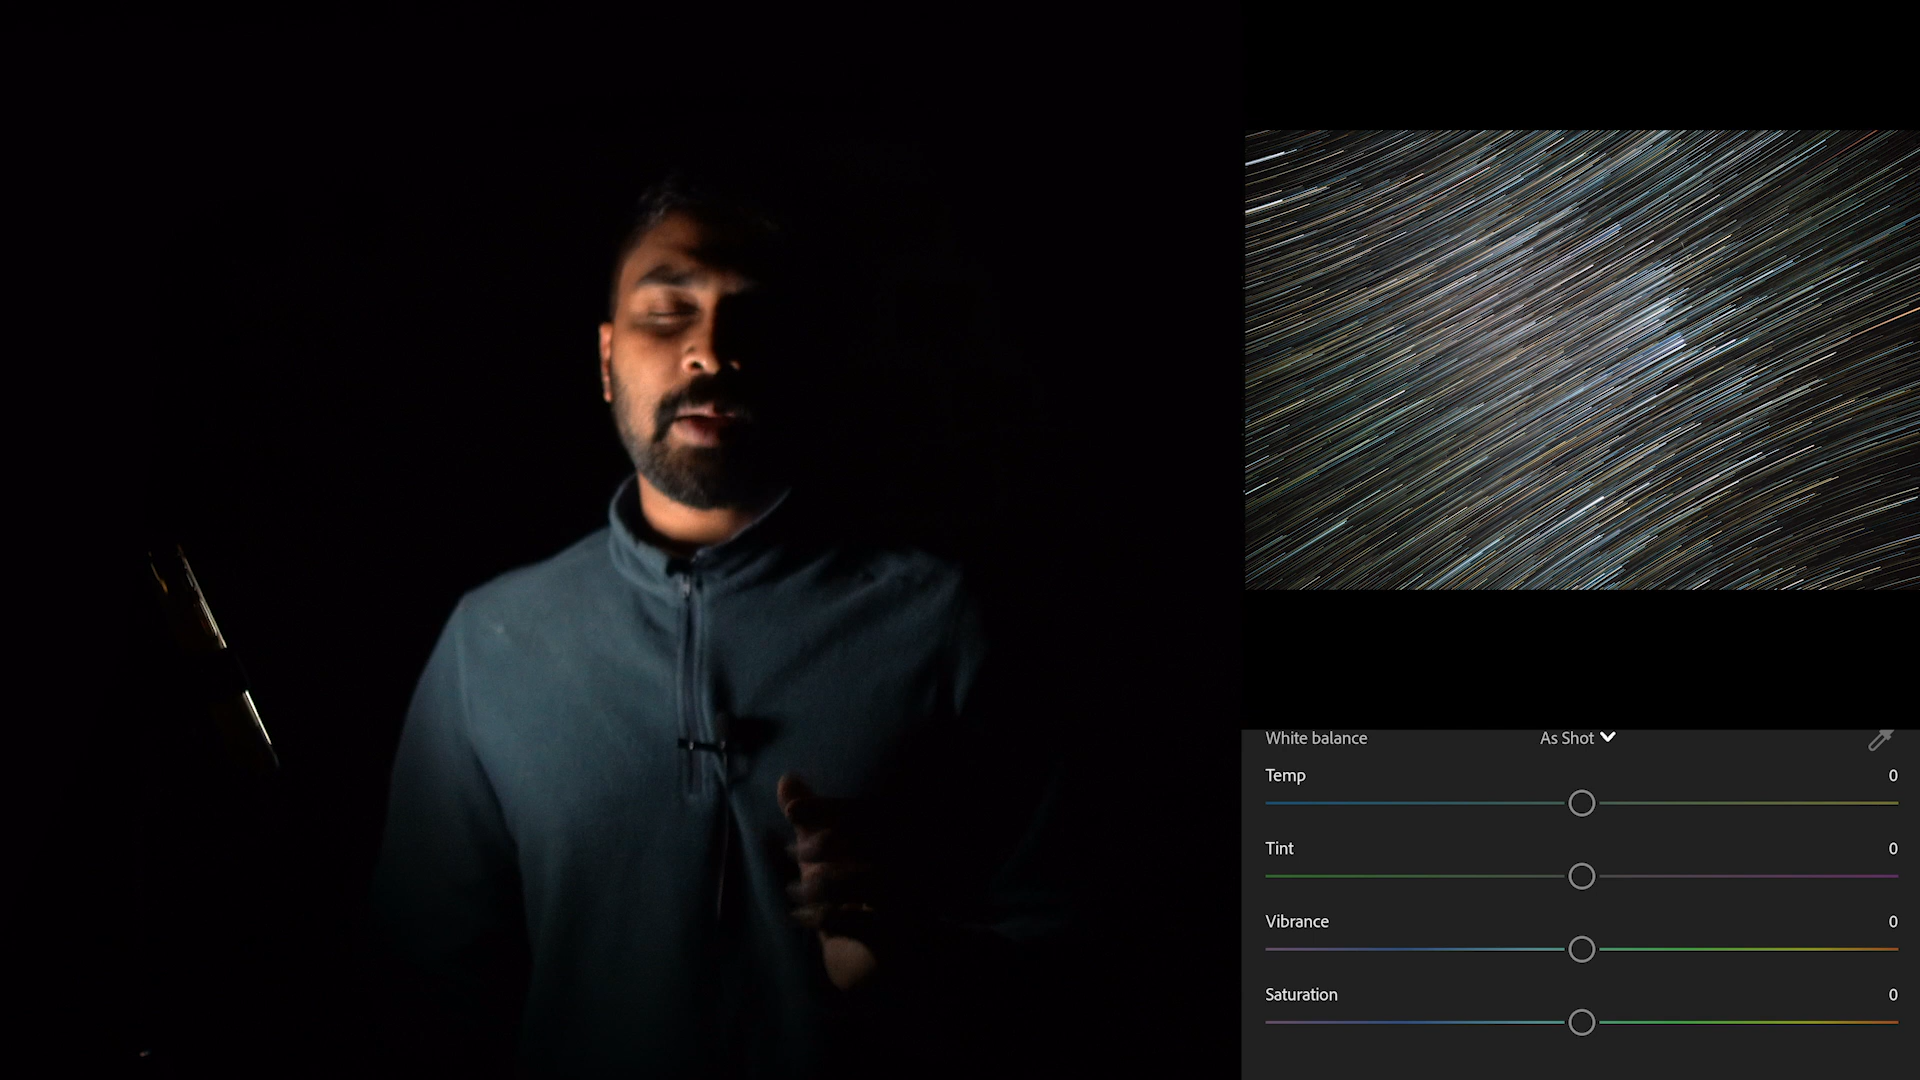 White balance As Shot
Temp 0
Tint 0
Vibrance 0
Saturation 0